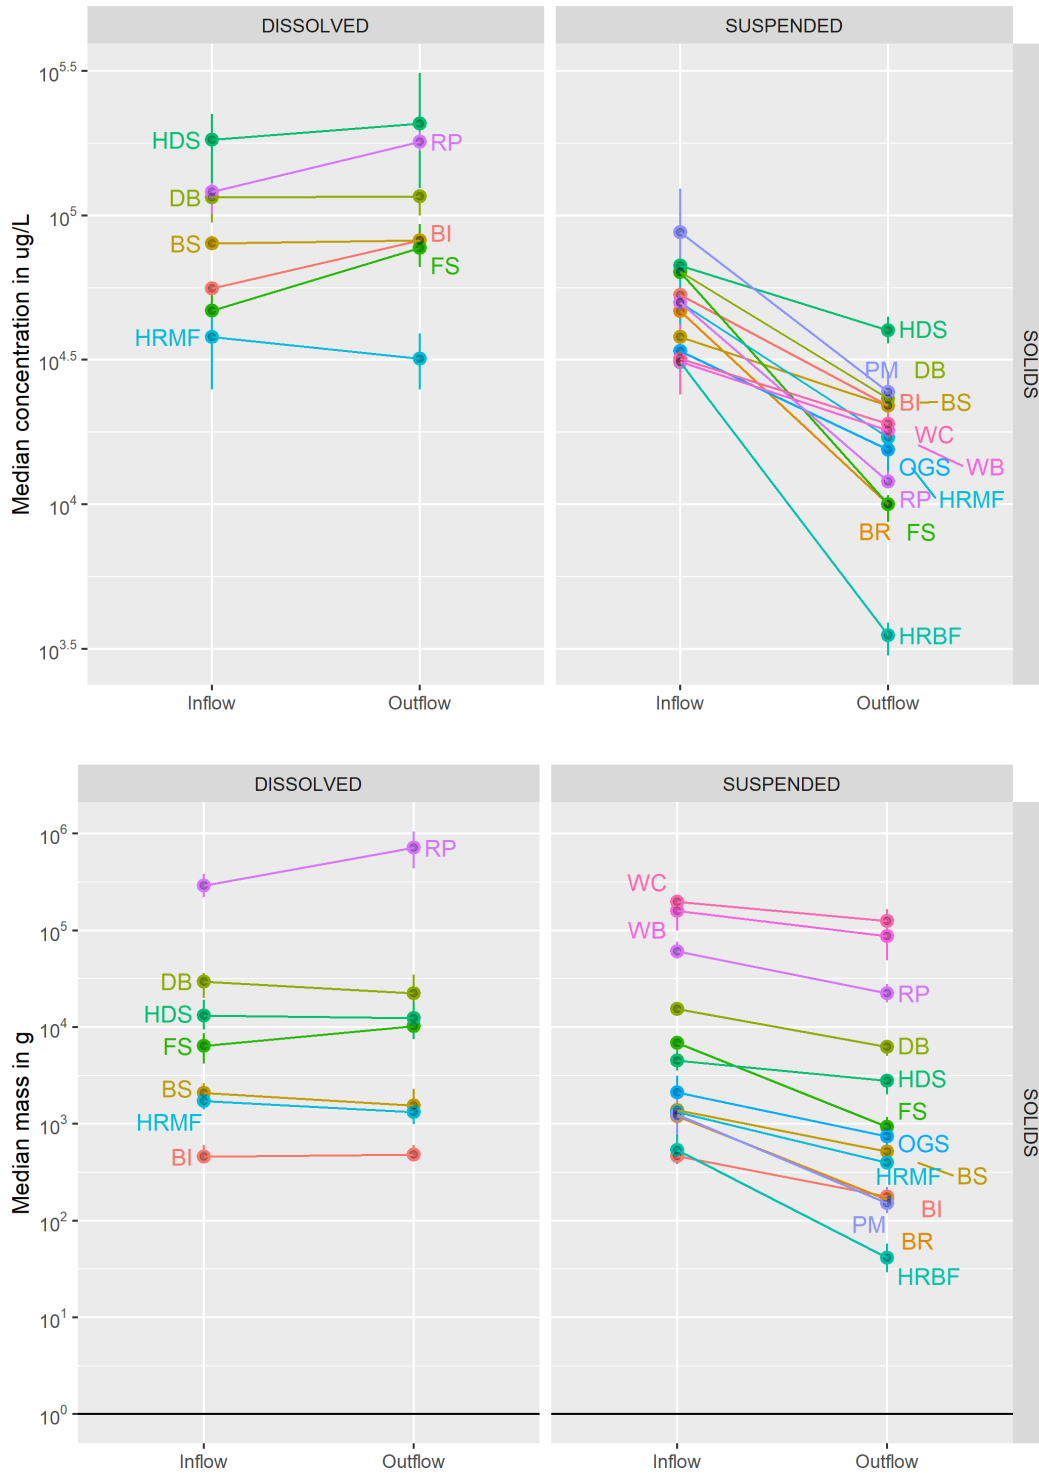 DISSOLVED SUSPENDED
10^5.5
HDS RP
DB
10^5
BS BI
FS
HRMF
10^4.5
HDS
PM DB
BI BS
WC
OGS WB
RP HRMF
10^4
BR FS
HRBF
10^3.5
Median concentration in ug/L
SOLIDS
Inflow Outflow Inflow Outflow
DISSOLVED SUSPENDED
10^6
RP
WC
10^5
WB
DB
RP
HDS
10^4
FS
DB
BS
HDS
HRMF
FS
10^3
OGS
BI
HRMF BS
BI
10^2
PM
BR
HRBF
10^1
10^0
Median mass in g
SOLIDS
Inflow Outflow Inflow Outflow